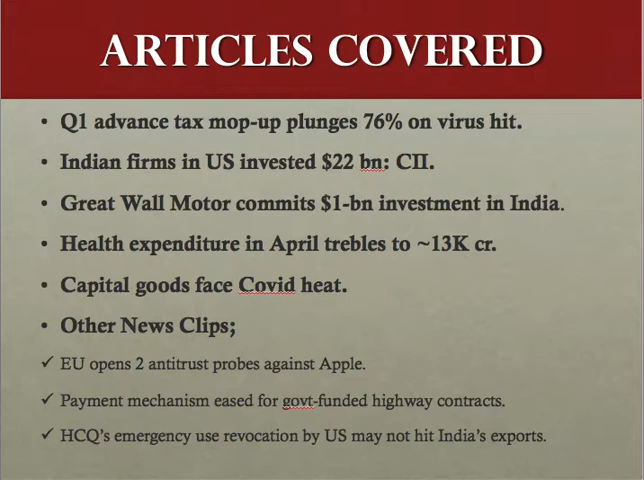 ARTICLES COVERED
• Q1 advance tax mop-up plunges 76% on virus hit.
• Indian firms in US invested $22 bn: CII.
• Great Wall Motor commits $1-bn investment in India.
• Health expenditure in April trebles to ~13K cr.
• Capital goods face Covid heat.
• Other News Clips;
✓ EU opens 2 antitrust probes against Apple.
✓ Payment mechanism eased for govt-funded highway contracts.
✓ HCQ's emergency use revocation by US may not hit India's exports.